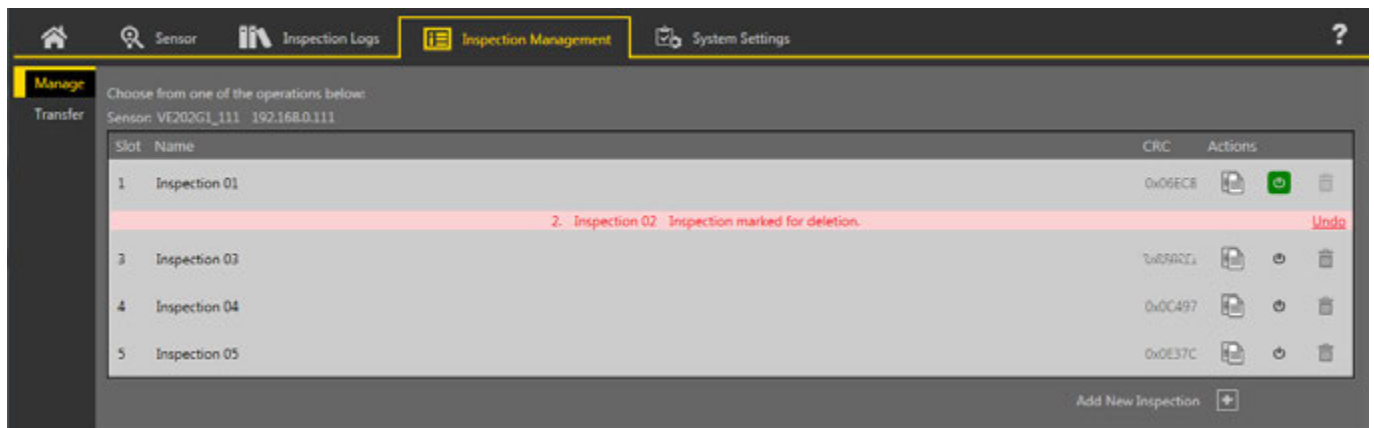 Sensor Inspection Logs Inspection Management System Settings ?
Manage
Transfer
Choose from one of the operations below:
Sensor: VE202G1_111 192.168.0.111
Slot Name CRC Actions
1 Inspection 01 0x06EC8
2. Inspection 02 Inspection marked for deletion. Undo
3 Inspection 03
4 Inspection 04 0x0C497
5 Inspection 05 0x0E37C
Add New Inspection +